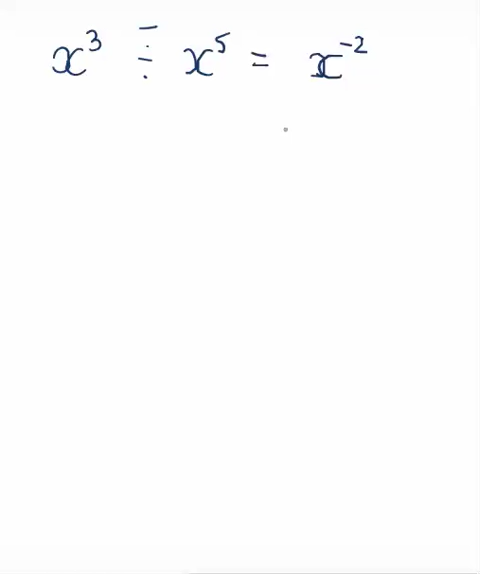 x³ ÷ x⁵ = x⁻²